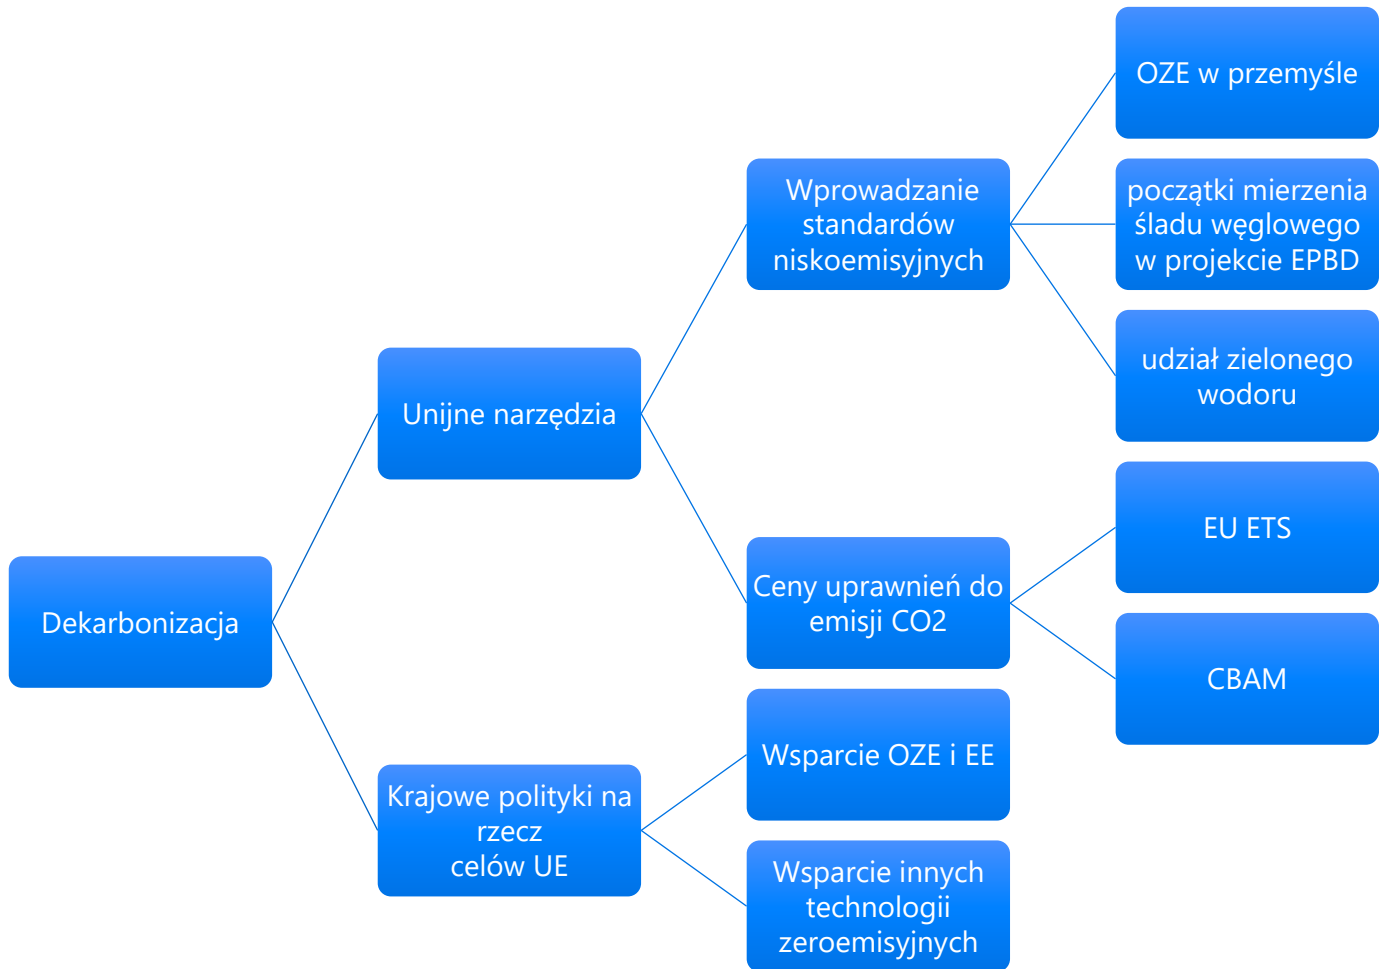 Dekarbonizacja
Unijne narzędzia
Wprowadzanie
standardów
niskoemisyjnych
OZE w przemyśle
początki mierzenia
śladu węglowego
w projekcie EPBD
udział zielonego
wodoru
Ceny uprawnień do
emisji CO2
EU ETS
CBAM
Krajowe polityki na
rzecz
celów UE
Wsparcie OZE i EE
Wsparcie innych
technologii
zeroemisyjnych